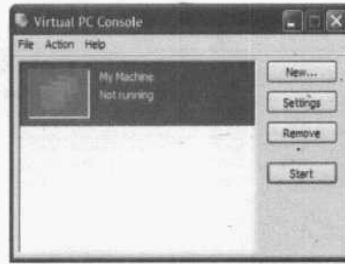 Virtual PC Console
File Action Help
My Machine
Not running
New...
Settings
Remove
Start